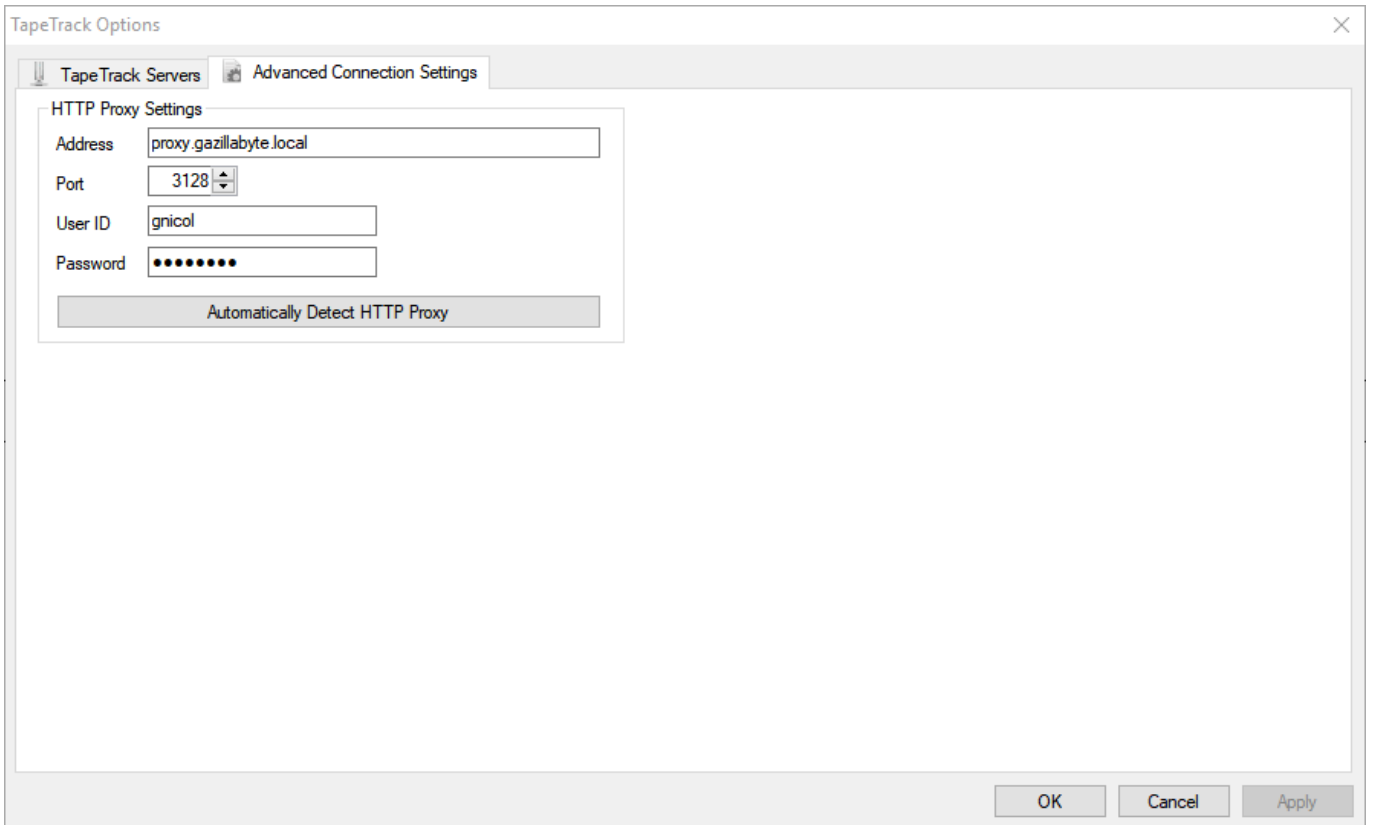 TapeTrack Options
TapeTrack Servers Advanced Connection Settings
HTTP Proxy Settings
Address proxy.gazillabyte.local
Port 3128
User ID gnicol
Password ●●●●●●●●
Automatically Detect HTTP Proxy
OK Cancel Apply